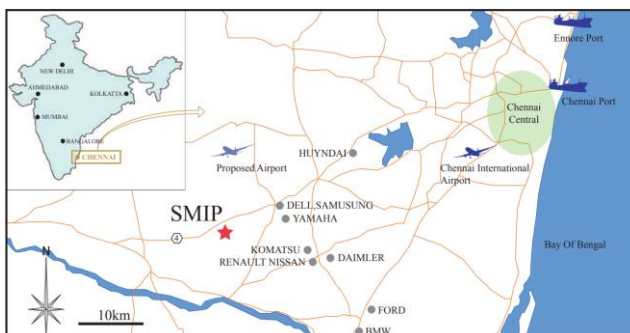 Ennore Port
NEW DELHI
AHMEDABAD
KOLKATTA
MUMBAI
BANGALORE
CHENNAI
Chennai Port
Chennai
Central
HUYNDAI
Proposed Airport
Chennai International
Airport
DELL,SAMUSUNG
YAMAHA
SMIP
4
KOMATSU
RENAULT NISSAN
DAIMLER
Bay Of Bengal
N
10km
FORD
BMW